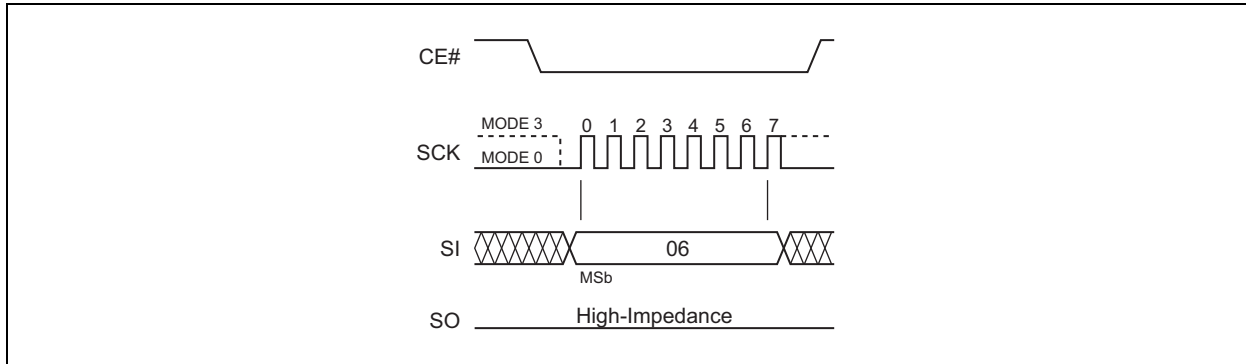 CE#
MODE 3
0 1 2 3 4 5 6 7
SCK
MODE 0
SI
06
MSb
SO
High-Impedance